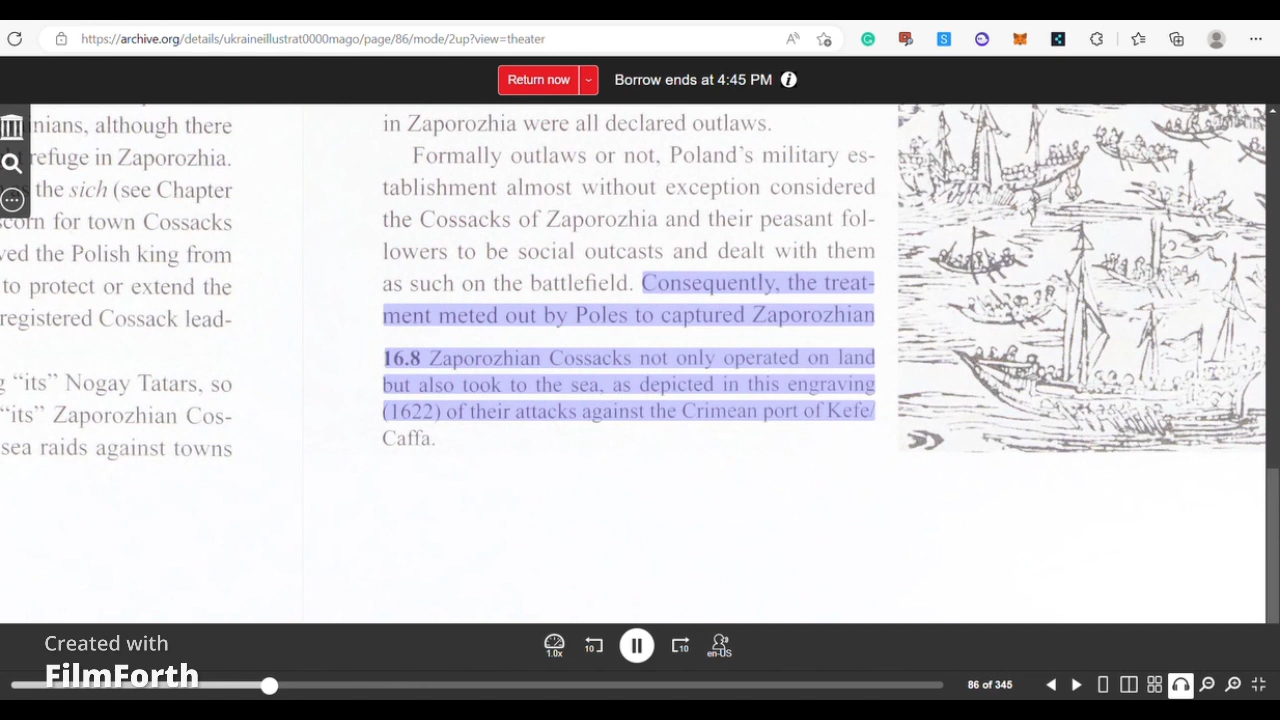 https://archive.org/details/ukraineillustrat0000mago/page/86/mode/2up?view=theater
Return now
Borrow ends at 4:45 PM
nians, although there
refuge in Zaporozhia.
the sich (see Chapter
scorn for town Cossacks
ved the Polish king from
to protect or extend the
registered Cossack lead-
“its” Nogay Tatars, so
“its” Zaporozhian Cos-
sea raids against towns
in Zaporozhia were all declared outlaws.
Formally outlaws or not, Poland’s military es-
tablishment almost without exception considered
the Cossacks of Zaporozhia and their peasant fol-
lowers to be social outcasts and dealt with them
as such on the battlefield. Consequently, the treat-
ment meted out by Poles to captured Zaporozhian
16.8 Zaporozhian Cossacks not only operated on land
but also took to the sea, as depicted in this engraving
(1622) of their attacks against the Crimean port of Kefe/
Caffa.
Created with
FilmForth
1.0x
10
10
en-US
86 of 345